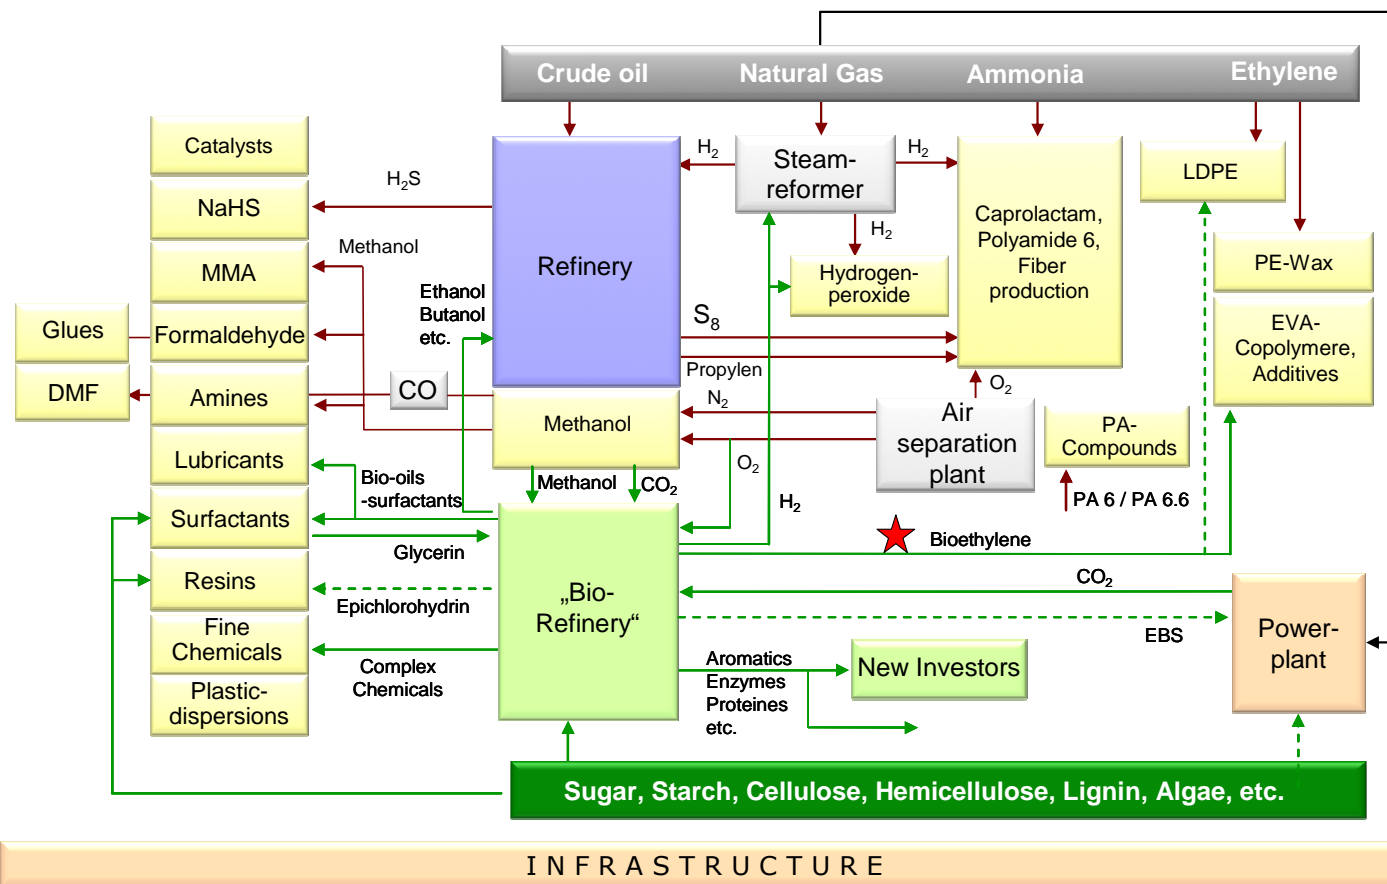 Crude oil
Natural Gas
Ammonia
Ethylene
Catalysts
NaHS
MMA
Glues
Formaldehyde
DMF
Amines
Lubricants
Surfactants
Resins
Fine
Chemicals
Plastic-
dispersions
H2S
Methanol
CO
Ethanol
Butanol
etc.
Refinery
Methanol
H2
Steam-
reformer
H2
H2
Hydrogen-
peroxide
Caprolactam,
Polyamide 6,
Fiber
production
LDPE
PE-Wax
EVA-
Copolymere,
Additives
S8
Propylen
N2
O2
O2
Air
separation
plant
PA-
Compounds
PA 6 / PA 6.6
Bio-oils
-surfactants
Methanol
CO2
H2
Glycerin
Bioethylene
Epichlorohydrin
„Bio-
Refinery“
CO2
EBS
Power-
plant
Complex
Chemicals
Aromatics
Enzymes
Proteines
etc.
New Investors
Sugar, Starch, Cellulose, Hemicellulose, Lignin, Algae, etc.
INFRASTRUCTURE